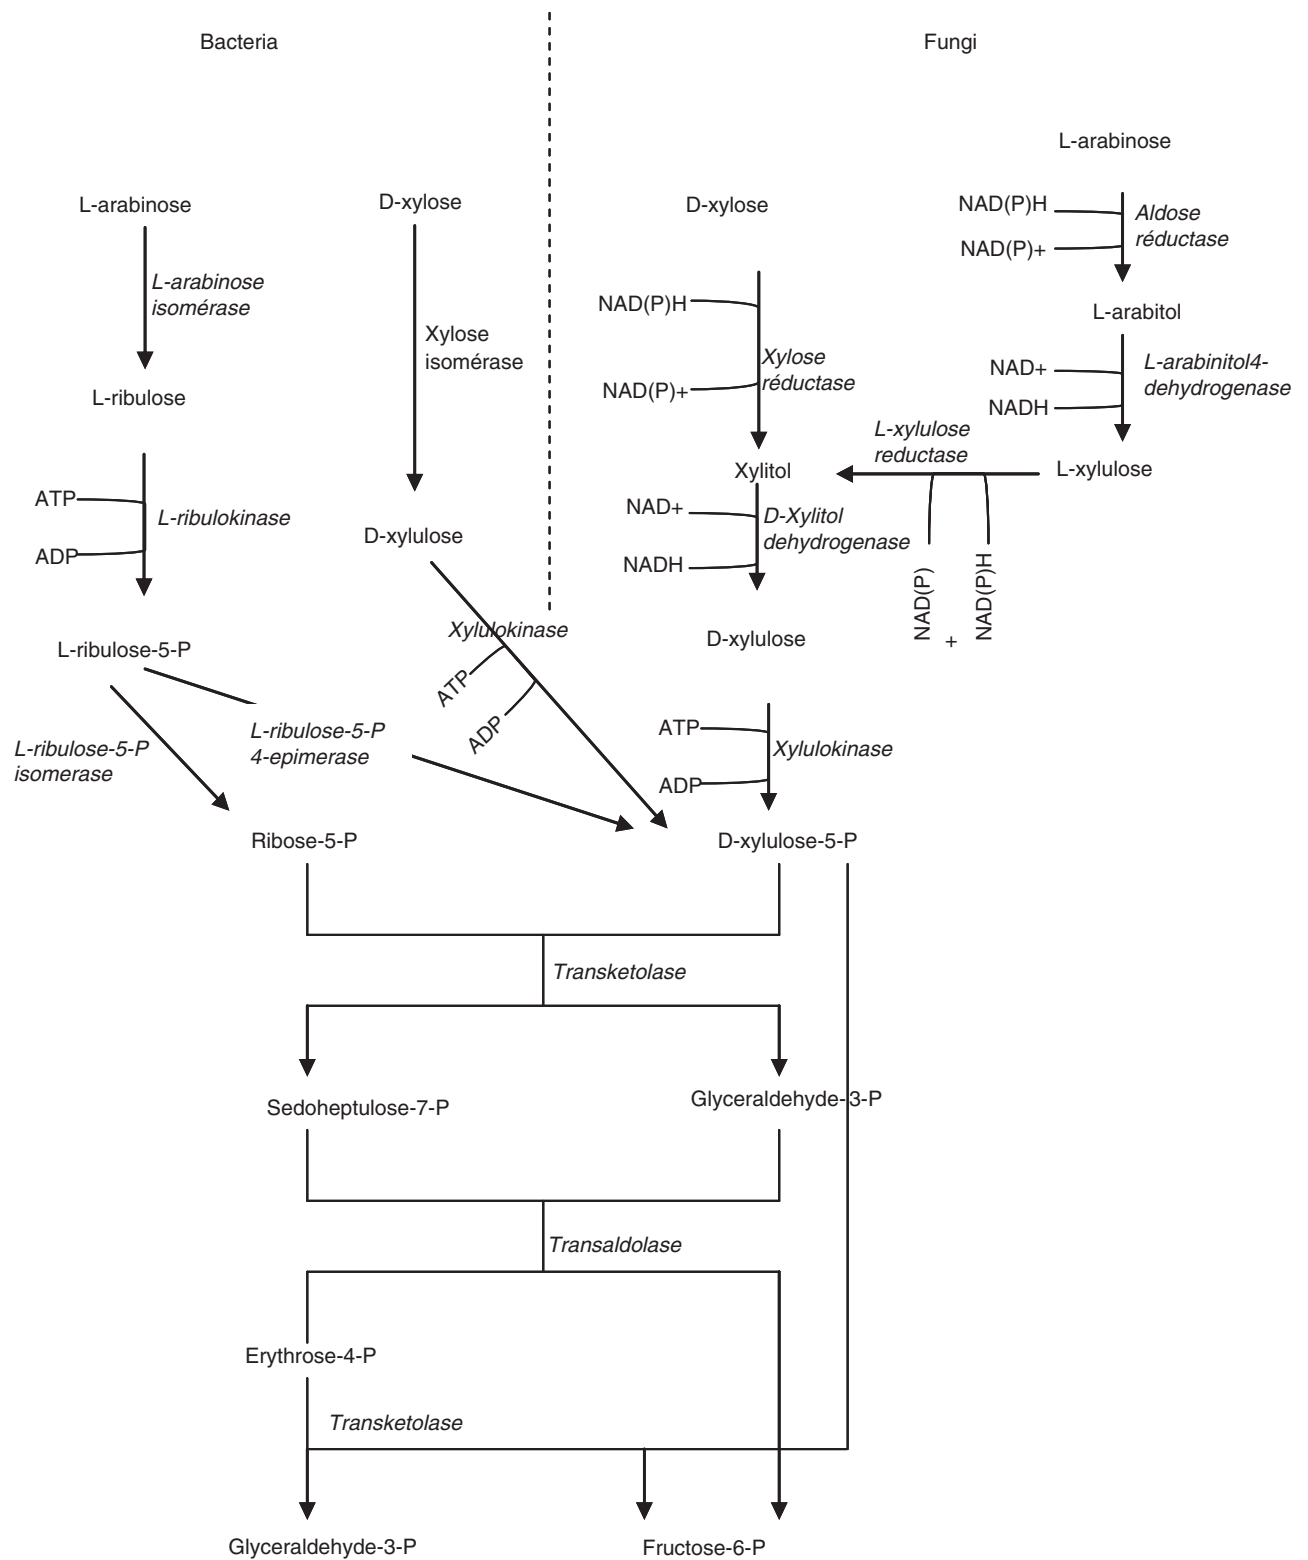 Bacteria
Fungi
L-arabinose
L-arabinose
isomérase
L-ribulose
ATP
ADP
L-ribulokinase
L-ribulose-5-P
L-ribulose-5-P
isomerase
L-ribulose-5-P
4-epimerase
D-xylose
Xylose
isomérase
D-xylulose
Xylulokinase
ATP
ADP
D-xylose
NAD(P)H
NAD(P)+
Xylose
réductase
Xylitol
NAD+
NADH
D-Xylitol
dehydrogenase
D-xylulose
ATP
ADP
Xylulokinase
L-arabinose
NAD(P)H
NAD(P)+
Aldose
réductase
L-arabitol
NAD+
NADH
L-arabinitol4-
dehydrogenase
L-xylulose
L-xylulose
reductase
NAD(P)
+
NAD(P)H
Ribose-5-P
D-xylulose-5-P
Transketolase
Sedoheptulose-7-P
Glyceraldehyde-3-P
Transaldolase
Erythrose-4-P
Transketolase
Glyceraldehyde-3-P
Fructose-6-P